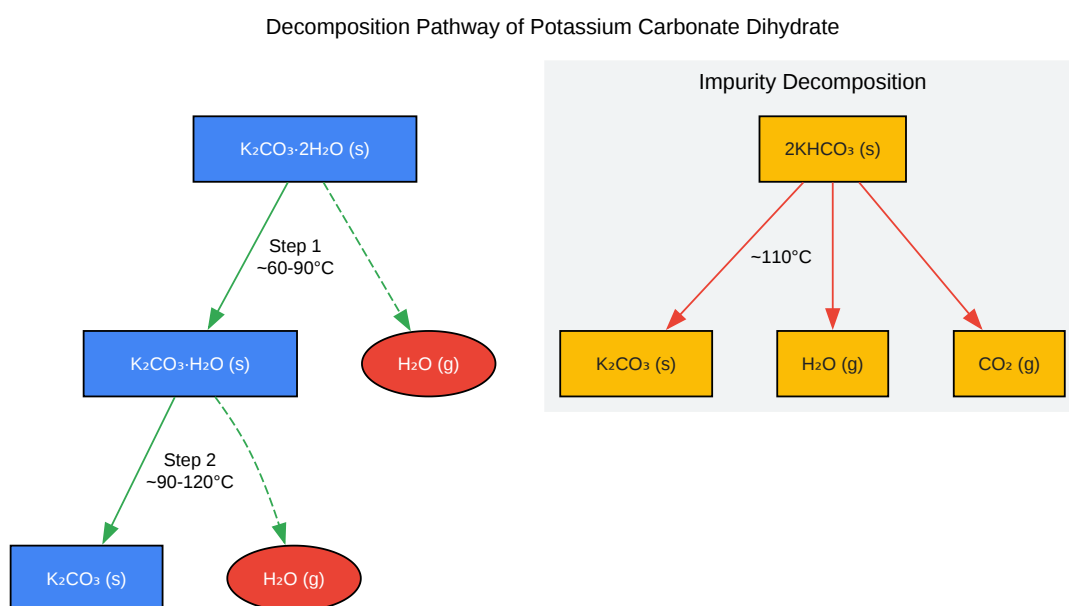 Decomposition Pathway of Potassium Carbonate Dihydrate
Impurity Decomposition
K₂CO₃·2H₂O (s)
2KHCO₃ (s)
Step 1
~60-90°C
~110°C
K₂CO₃·H₂O (s)
H₂O (g)
K₂CO₃ (s)
H₂O (g)
CO₂ (g)
Step 2
~90-120°C
K₂CO₃ (s)
H₂O (g)